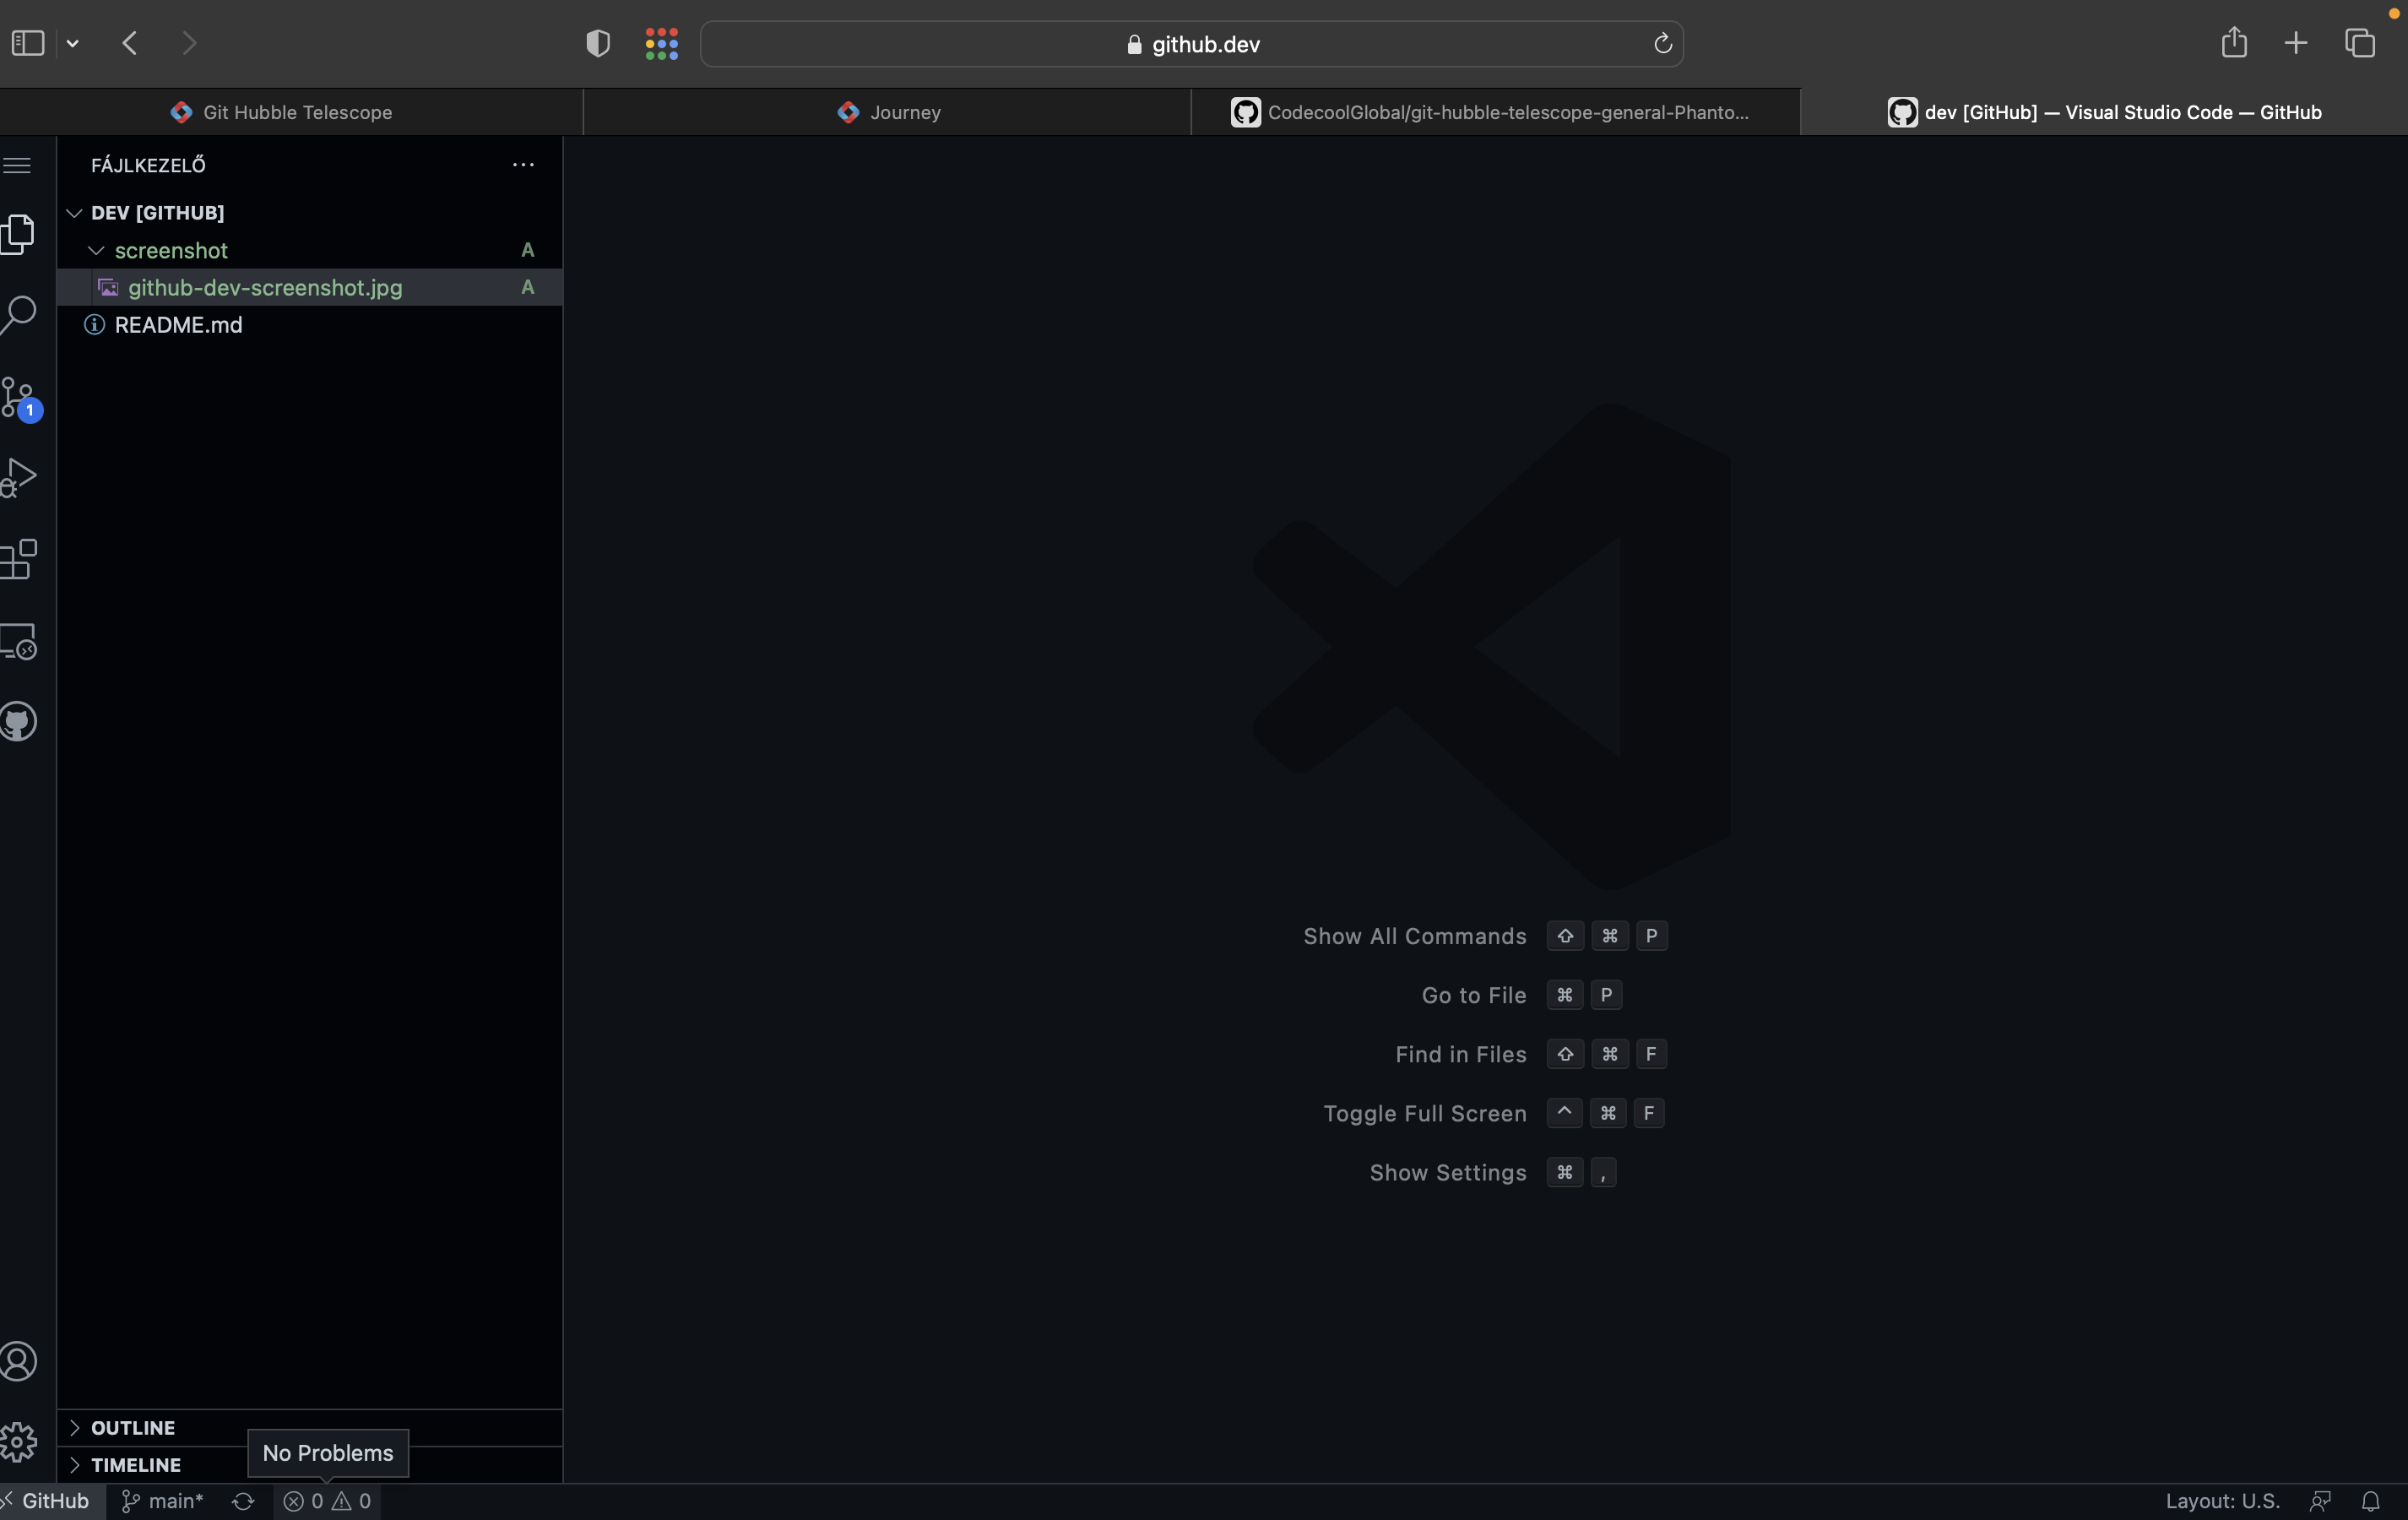 github.dev
Git Hubble Telescope
Journey
CodecoolGlobal/git-hubble-telescope-general-Phanto...
dev [GitHub] — Visual Studio Code — GitHub
FÁJLKEZELŐ
DEV [GITHUB]
screenshot A
github-dev-screenshot.jpg A
README.md
1
Show All Commands ⇧ ⌘ P
Go to File ⌘ P
Find in Files ⇧ ⌘ F
Toggle Full Screen ^ ⌘ F
Show Settings ⌘ ,
OUTLINE
No Problems
TIMELINE
GitHub main* 0 0 Layout: U.S.